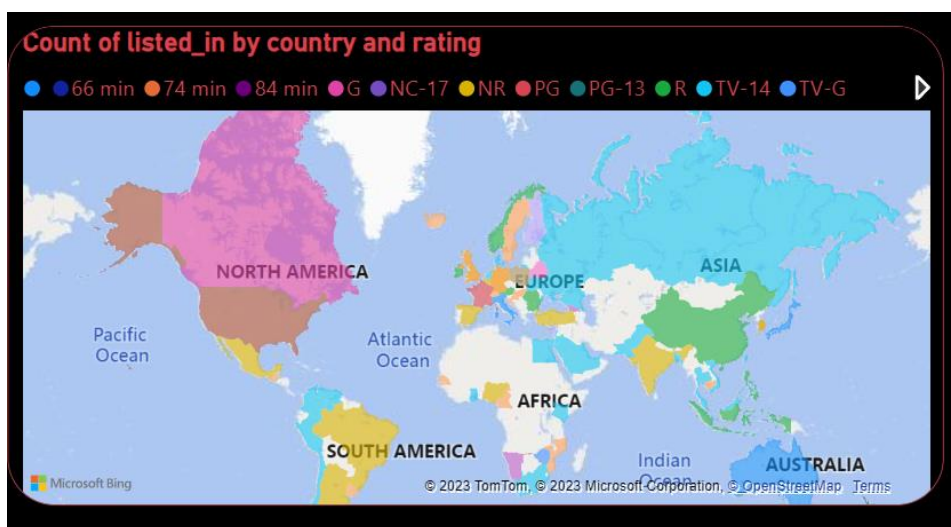 Count of listed_in by country and rating
66 min 74 min 84 min G NC-17 NR PG PG-13 R TV-14 TV-G
NORTH AMERICA
EUROPE
ASIA
Pacific
Ocean
Atlantic
Ocean
AFRICA
SOUTH AMERICA
Indian
Ocean
AUSTRALIA
Microsoft Bing
© 2023 TomTom, © 2023 Microsoft Corporation, © OpenStreetMap Terms